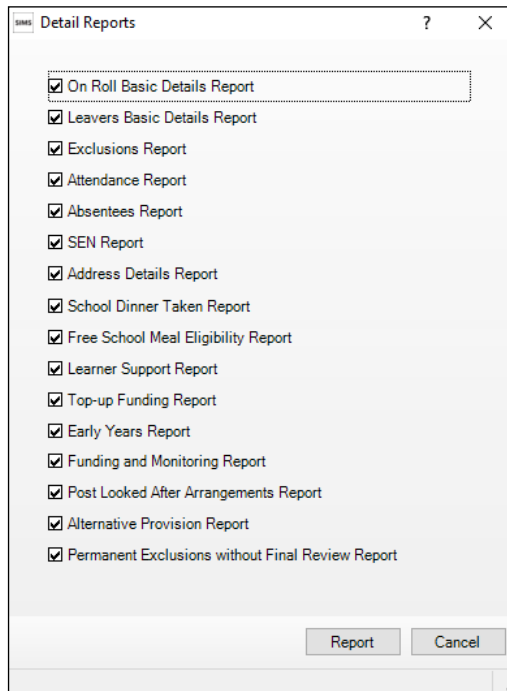 SIMS Detail Reports ? X
On Roll Basic Details Report
Leavers Basic Details Report
Exclusions Report
Attendance Report
Absentees Report
SEN Report
Address Details Report
School Dinner Taken Report
Free School Meal Eligibility Report
Learner Support Report
Top-up Funding Report
Early Years Report
Funding and Monitoring Report
Post Looked After Arrangements Report
Alternative Provision Report
Permanent Exclusions without Final Review Report
Report Cancel